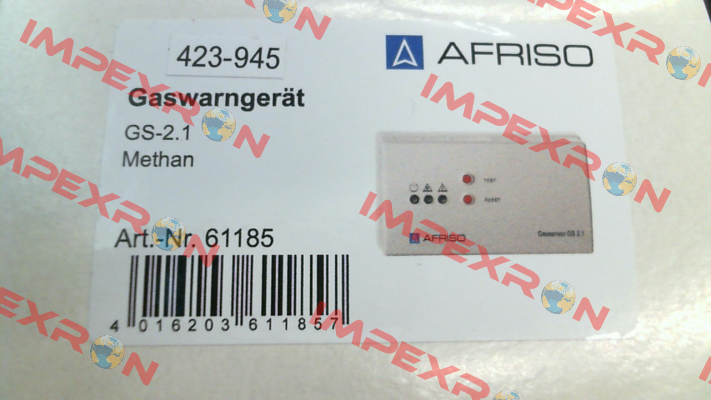 423-945
AFRISO
Gaswarngerät
GS-2.1
Methan
TEST
RESET
AFRISO
Gassensor GS 2.1
Art.-Nr. 61185
4 016203 611857
IMPEXRON
IMPEXRON
IMPEXRON
IMPEXRON
IMPEXRON